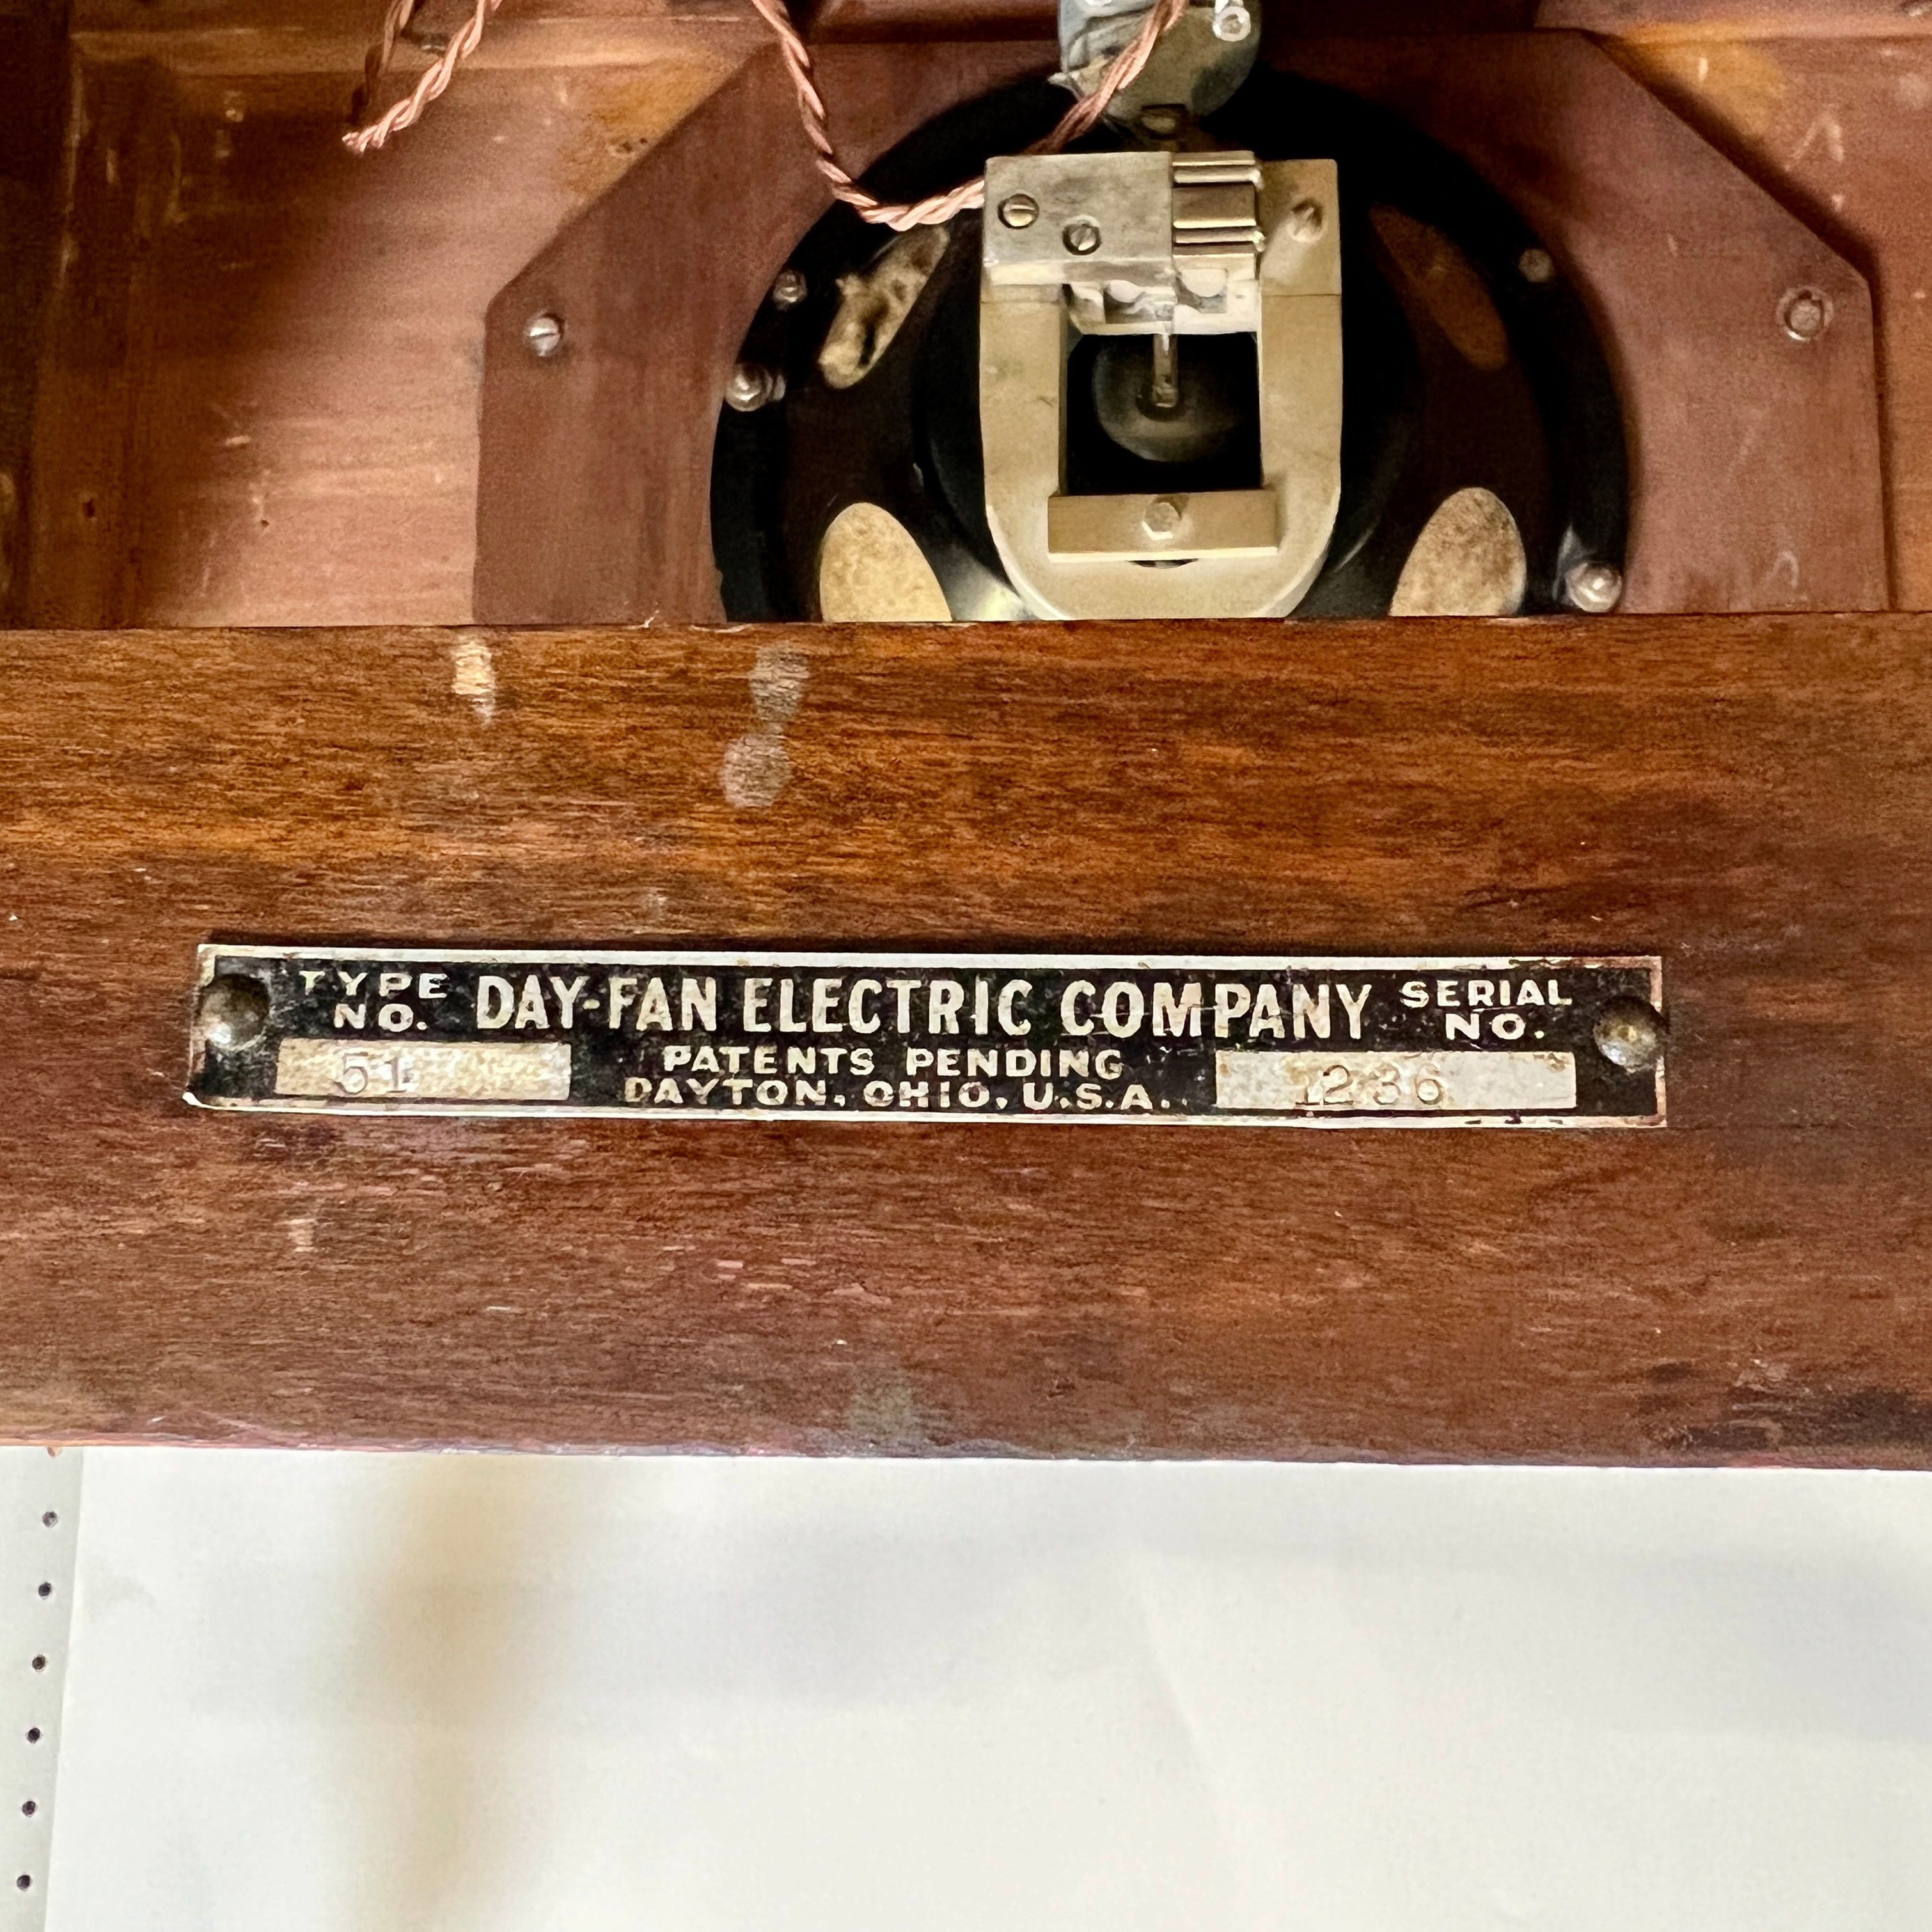 TYPE NO.
DAY-FAN ELECTRIC COMPANY
SERIAL NO.
51
PATENTS PENDING
DAYTON, OHIO, U.S.A.
1236